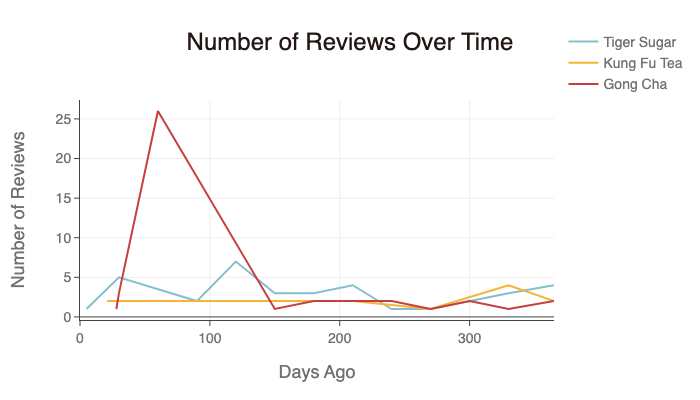 Number of Reviews Over Time
Tiger Sugar
Kung Fu Tea
Gong Cha
Number of Reviews
25
20
15
10
5
0
0 100 200 300
Days Ago